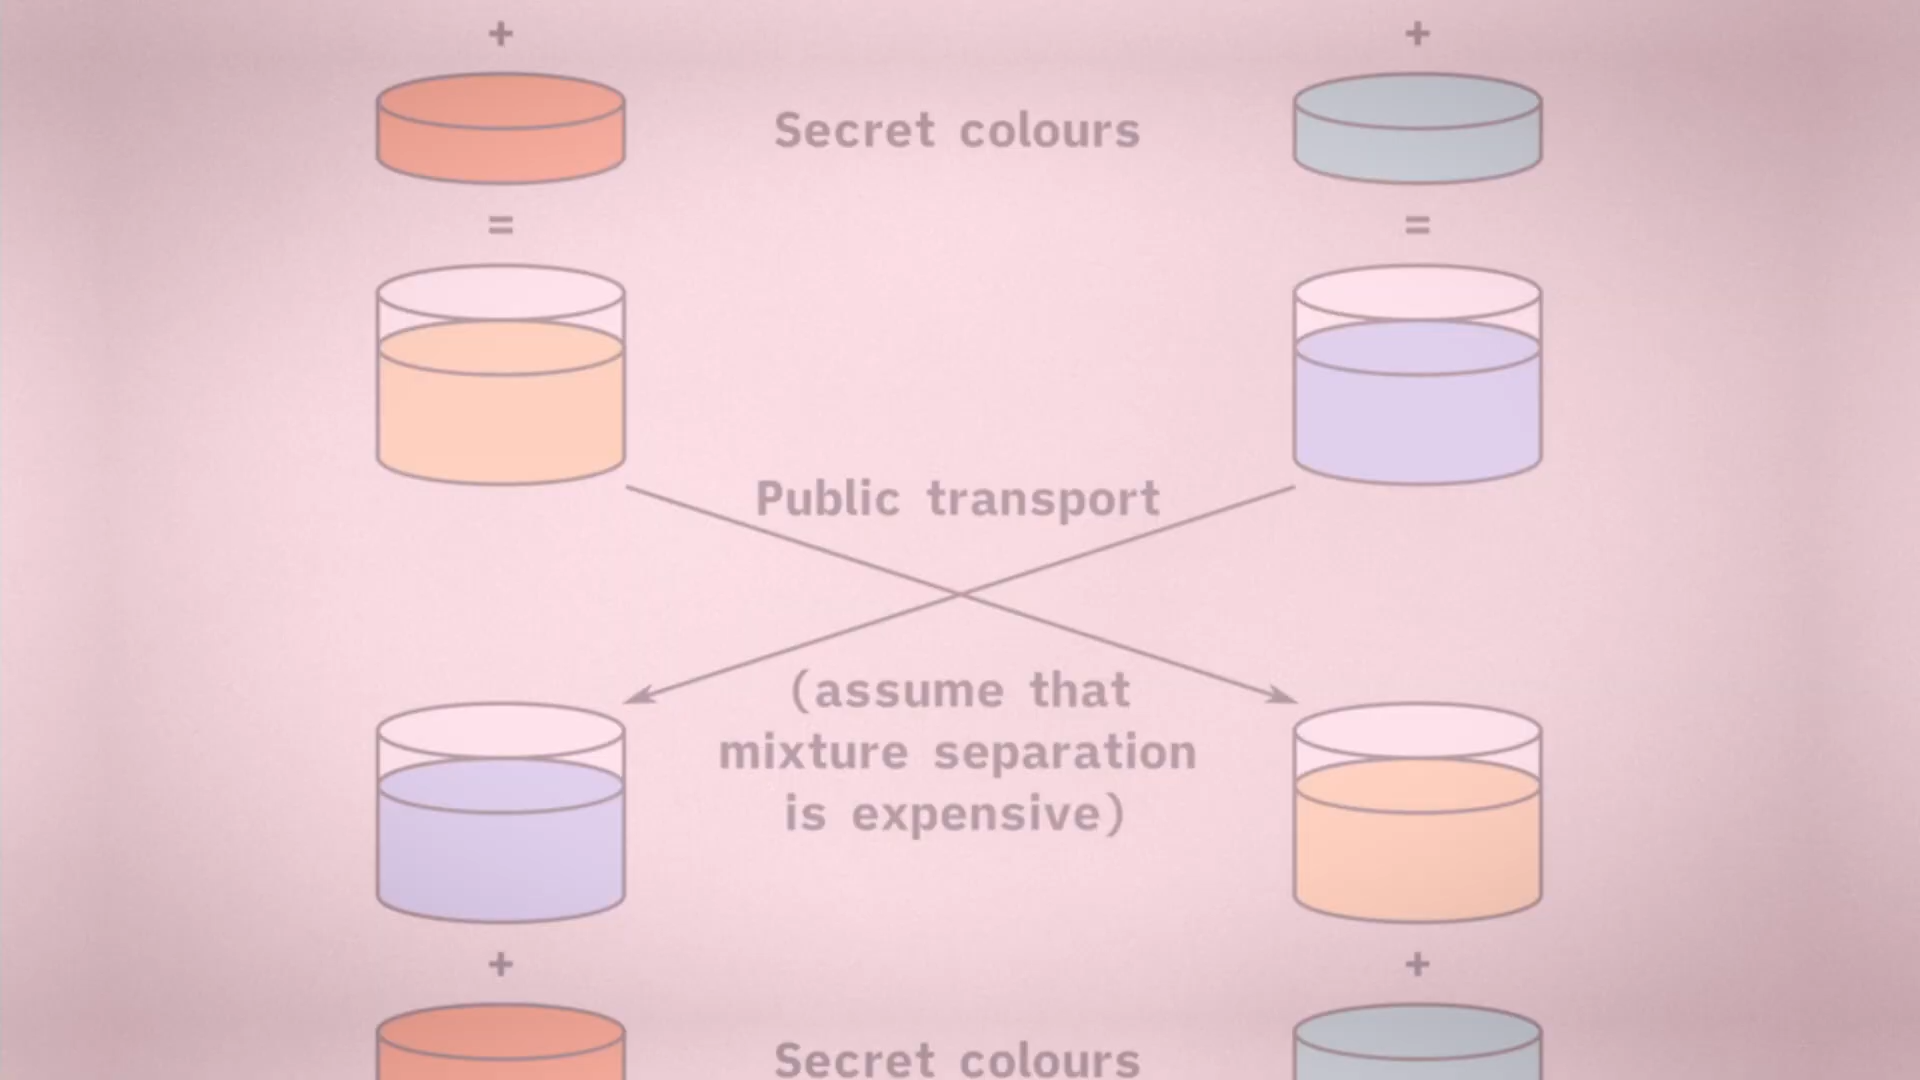 + +
Secret colours
= =
Public transport
(assume that
mixture separation
is expensive)
+ +
Secret colours